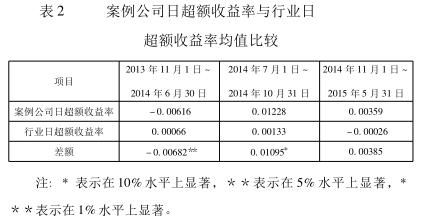 表 2 案例公司日超额收益率与行业日
超额收益率均值比较
项目 2013 年 11 月 1 日~ 2014 年 6 月 30 日 2014 年 7 月 1 日~ 2014 年 10 月 31 日 2014 年 11 月 1 日~ 2015 年 5 月 31 日
案例公司日超额收益率 -0.00616 0.01228 0.00359
行业日超额收益率 0.00066 0.00133 -0.00026
差额 -0.00682** 0.01095* 0.00385
注: * 表示在 10% 水平上显著, **表示在 5% 水平上显著, *
**表示在 1% 水平上显著。